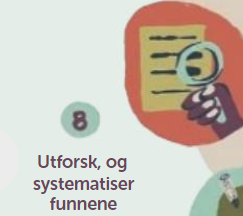 8
Utforsk, og
systematiser
funnene